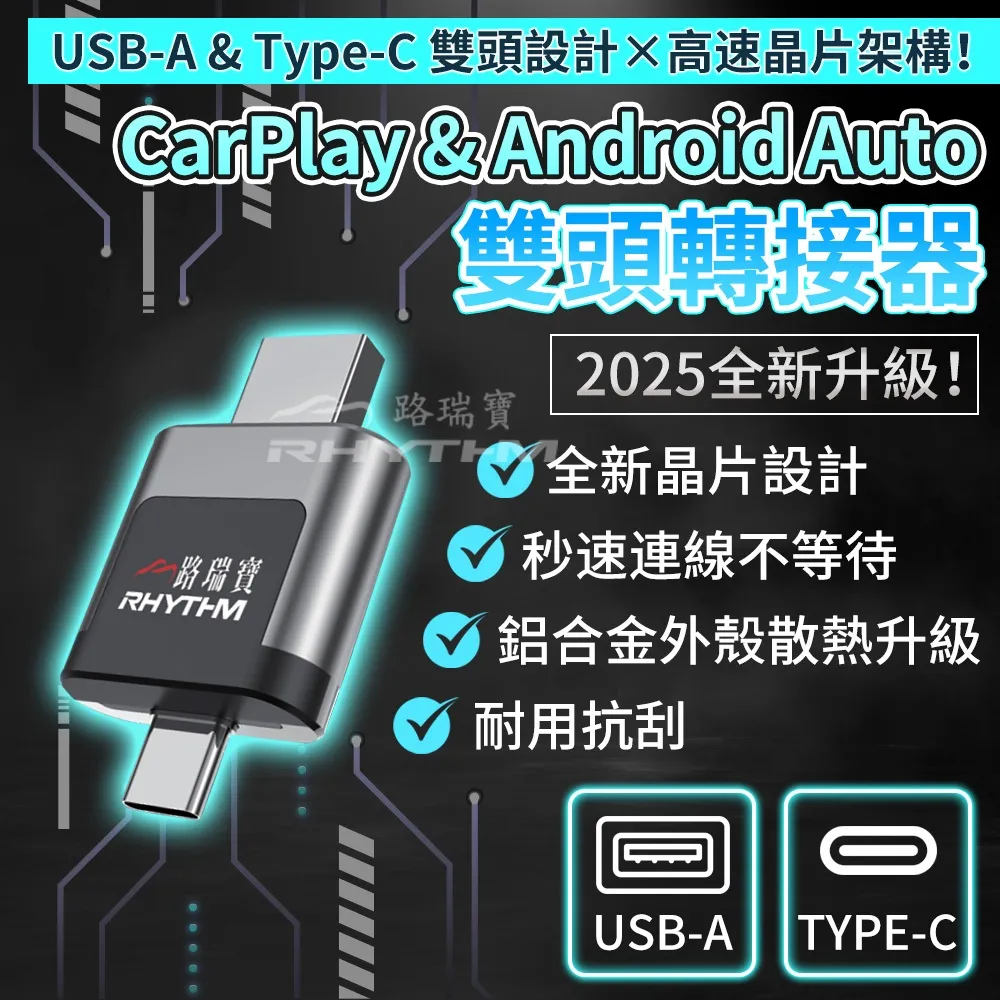 USB-A & Type-C 雙頭設計×高速晶片架構！
CarPlay & Android Auto
雙頭轉接器
2025全新升級！
路瑞寶
RHYTHM
全新晶片設計
秒速連線不等待
鋁合金外殼散熱升級
耐用抗刮
路瑞寶
RHYTHM
USB-A
TYPE-C